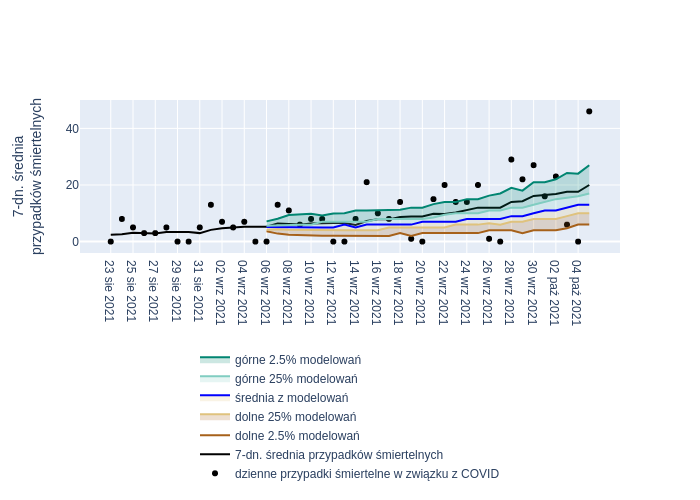 7-dn. średnia
przypadków śmiertelnych
40
20
0
23 sie 2021
25 sie 2021
27 sie 2021
29 sie 2021
31 sie 2021
02 wrz 2021
04 wrz 2021
06 wrz 2021
08 wrz 2021
10 wrz 2021
12 wrz 2021
14 wrz 2021
16 wrz 2021
18 wrz 2021
20 wrz 2021
22 wrz 2021
24 wrz 2021
26 wrz 2021
28 wrz 2021
30 wrz 2021
02 paź 2021
04 paź 2021
górne 2.5% modelowań
górne 25% modelowań
średnia z modelowań
dolne 25% modelowań
dolne 2.5% modelowań
7-dn. średnia przypadków śmiertelnych
dzienne przypadki śmiertelne w związku z COVID